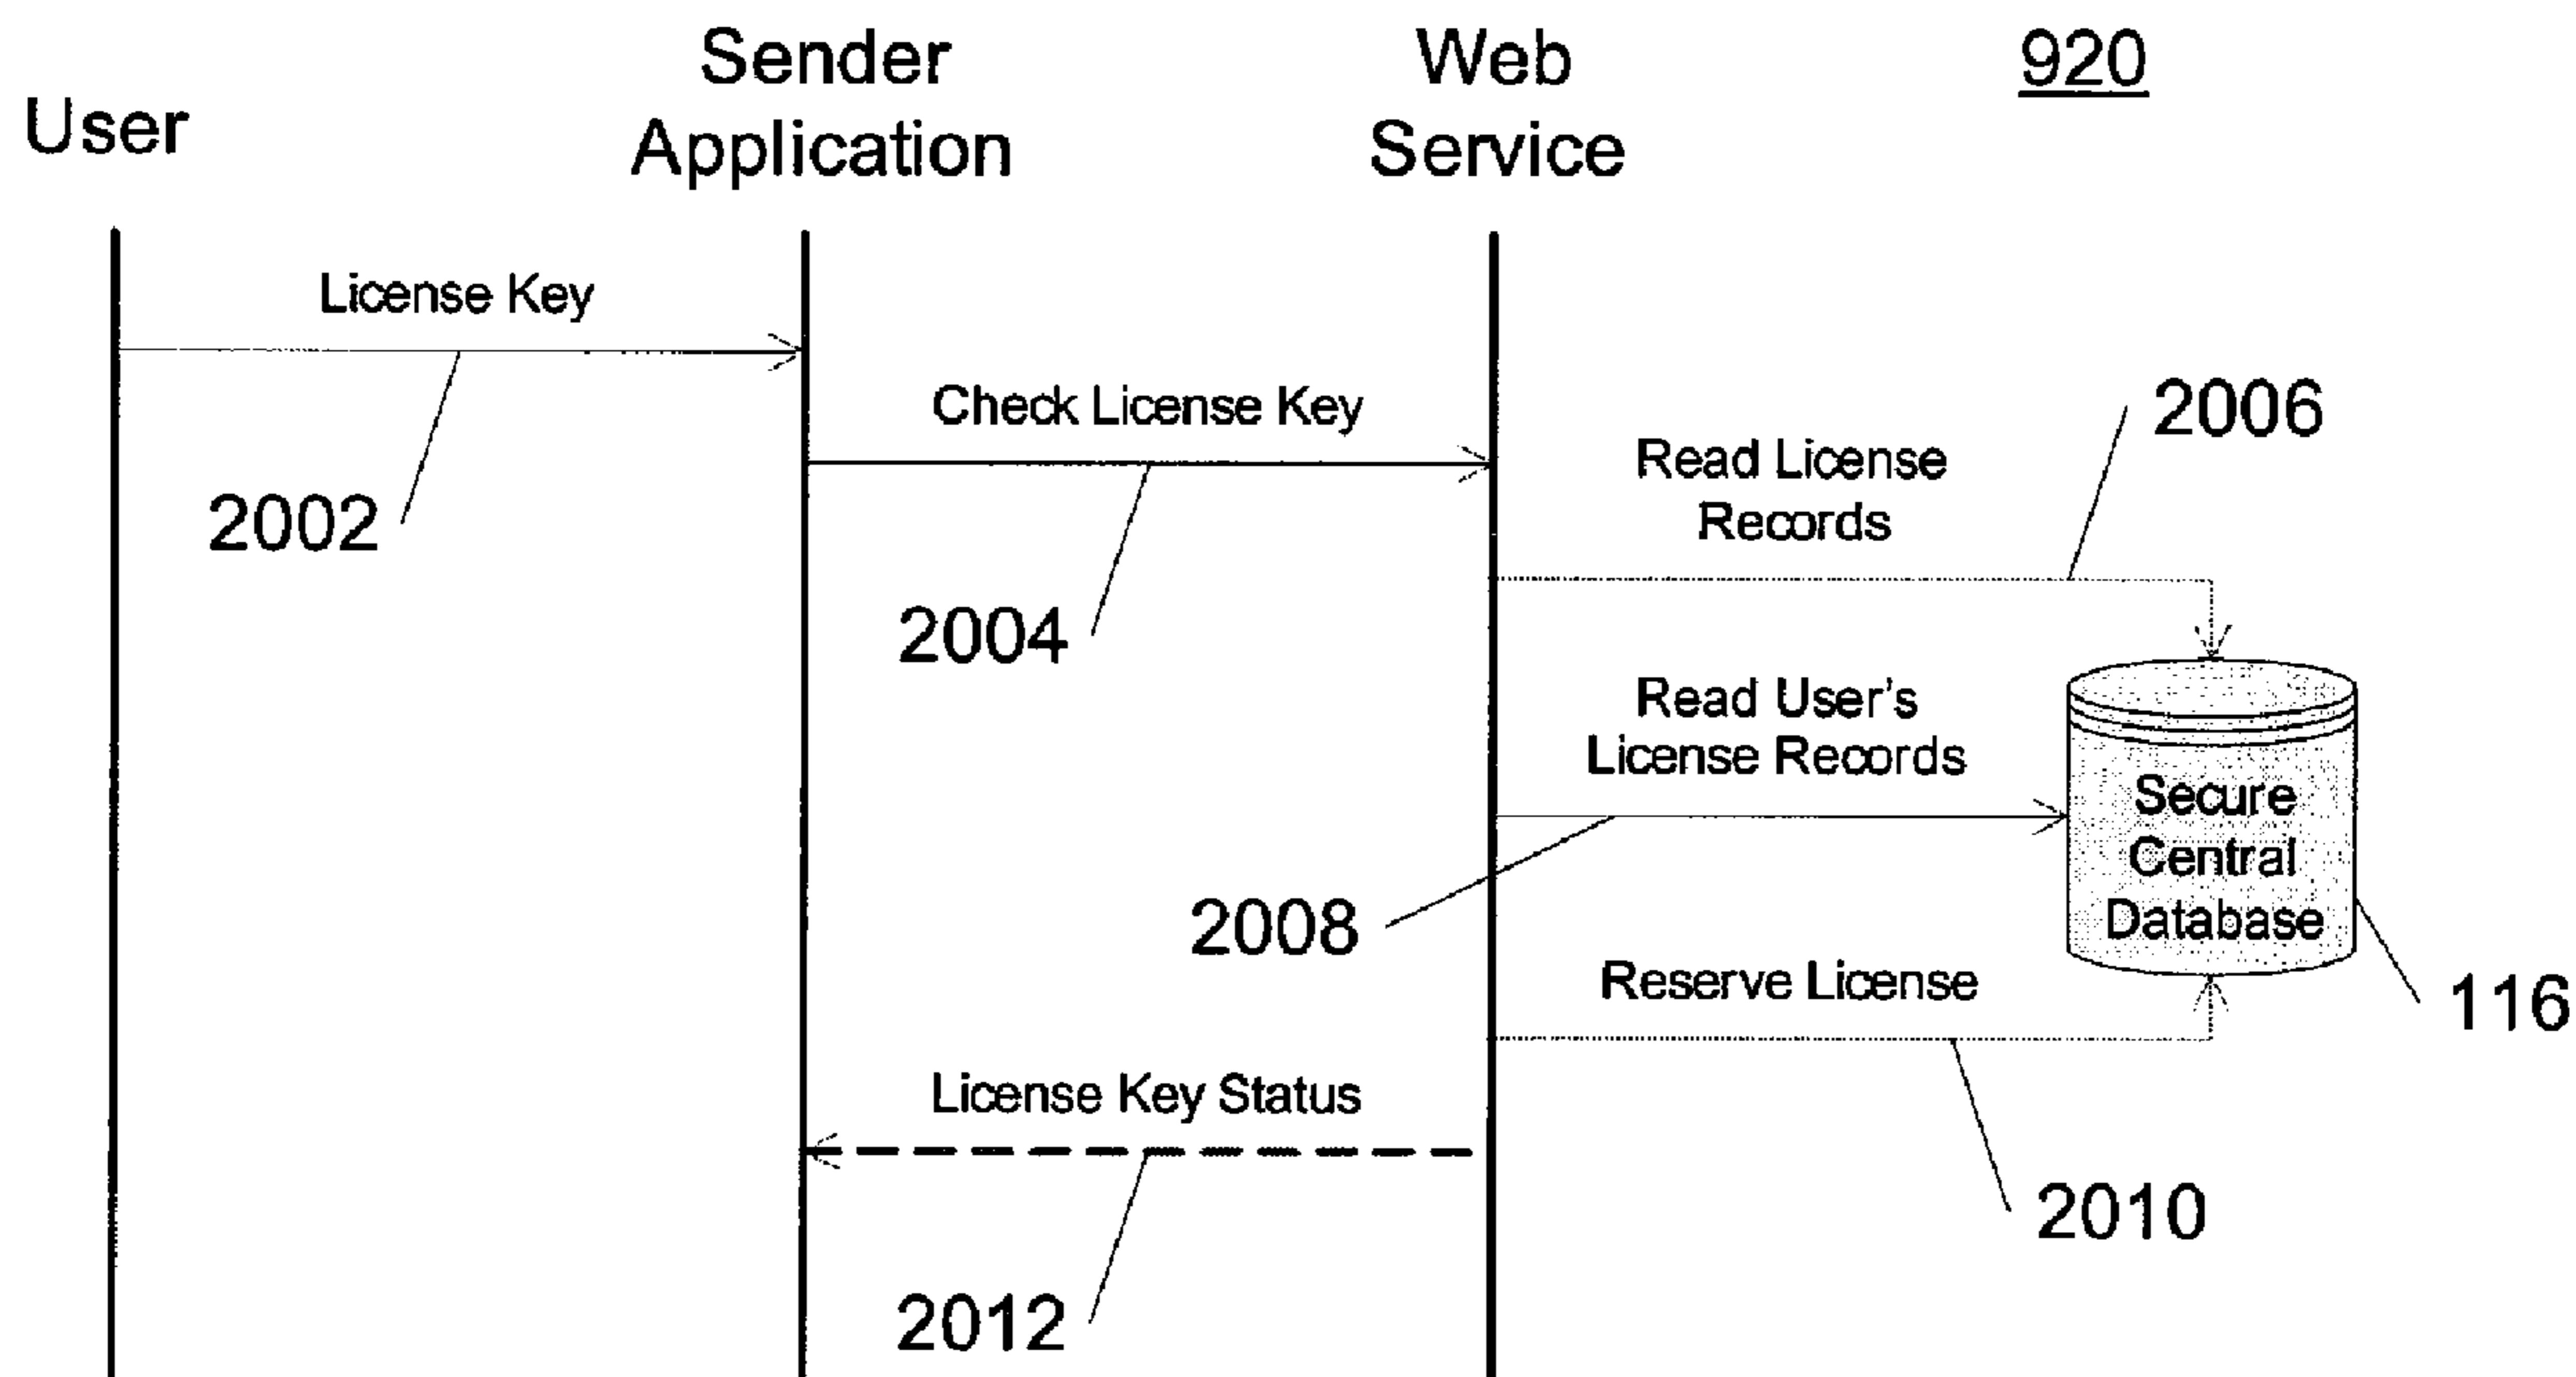 User
Sender
Application
Web
Service
920
License Key
2002
Check License Key
2004
Read License
Records
2006
Read User's
License Records
2008
Secure
Central
Database
116
Reserve License
2010
License Key Status
2012